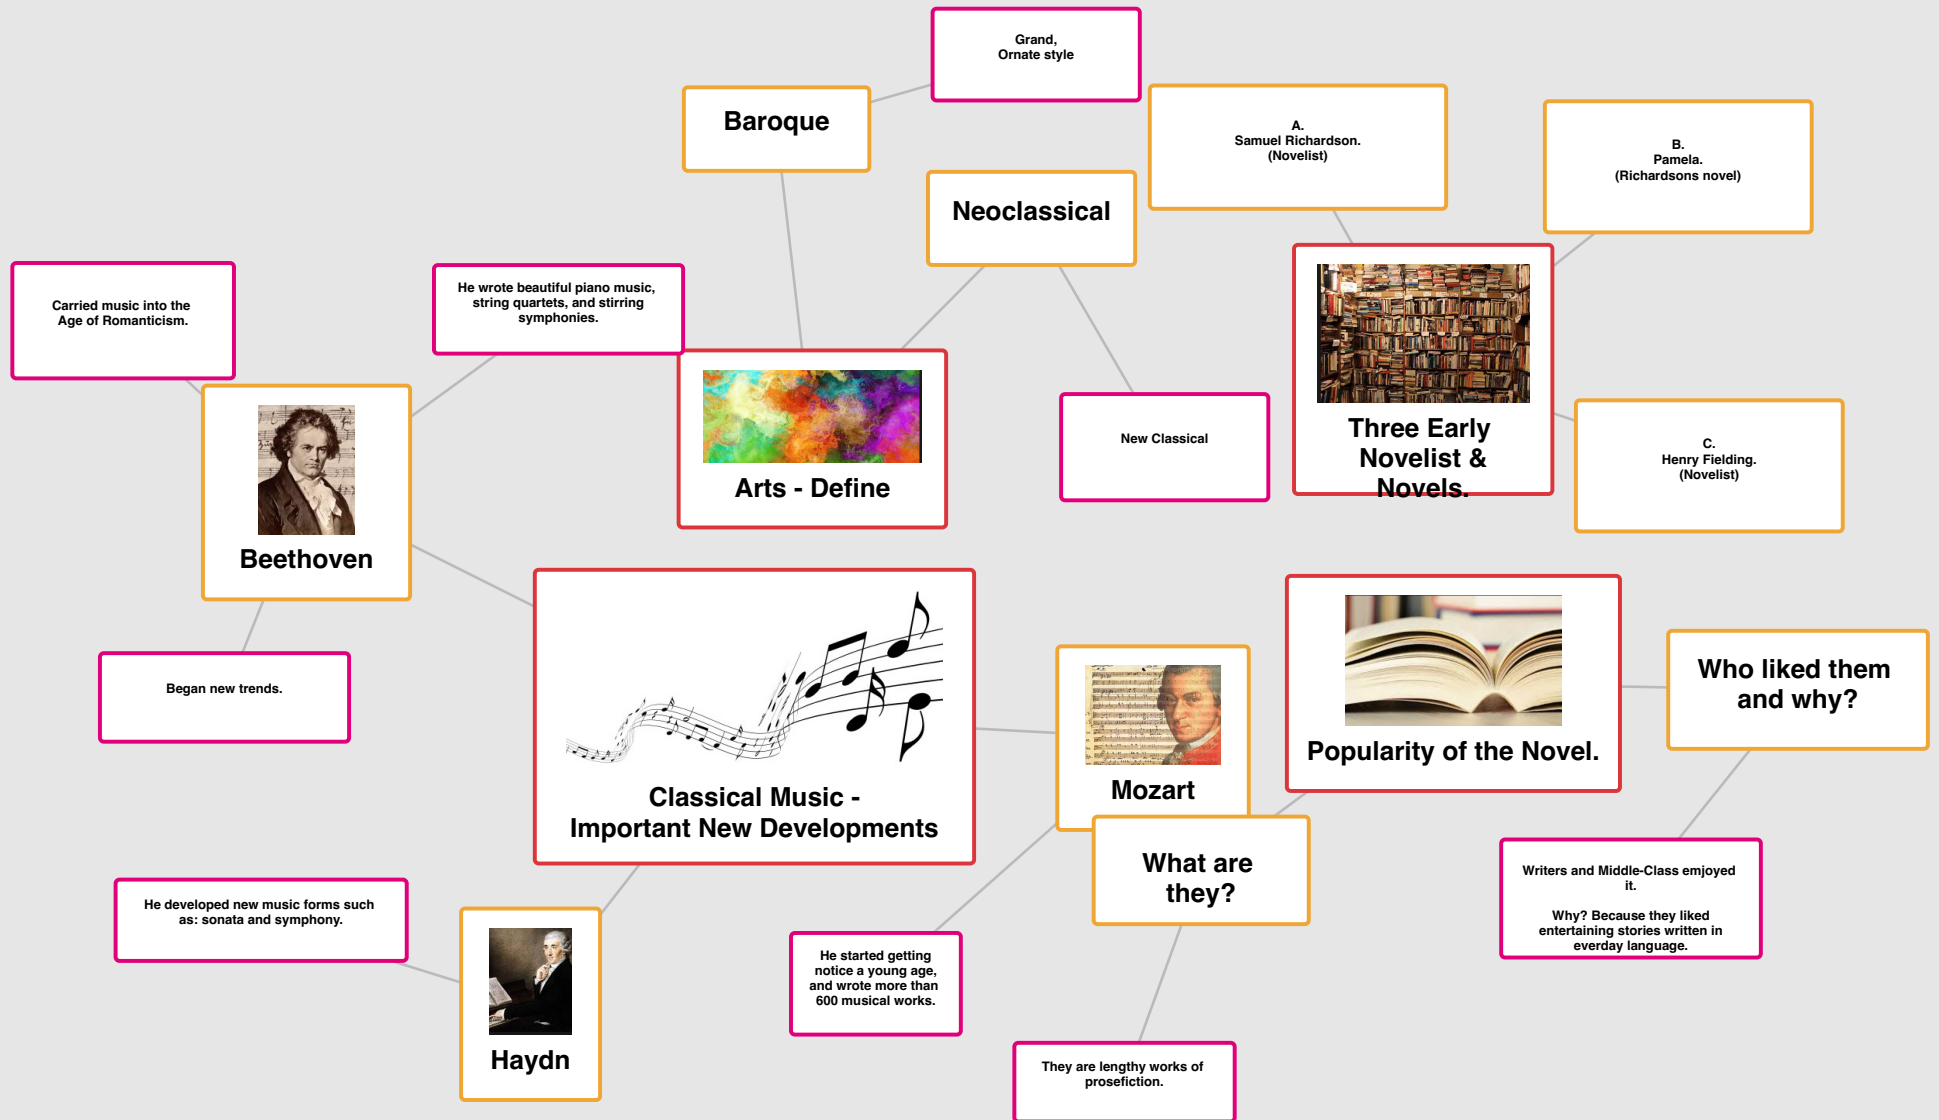 Grand,
Ornate style
Baroque
A.
Samuel Richardson.
(Novelist)
B.
Pamela.
(Richardsons novel)
Neoclassical
Carried music into the
Age of Romanticism.
He wrote beautiful piano music,
string quartets, and stirring
symphonies.
New Classical
Three Early
Novelist &
Novels.
C.
Henry Fielding.
(Novelist)
Arts - Define
Beethoven
Began new trends.
Classical Music -
Important New Developments
Mozart
Popularity of the Novel.
Who liked them
and why?
What are
they?
Writers and Middle-Class emjoyed
it.
Why? Because they liked
entertaining stories written in
everday language.
He developed new music forms such
as: sonata and symphony.
Haydn
He started getting
notice a young age,
and wrote more than
600 musical works.
They are lengthy works of
prosefiction.